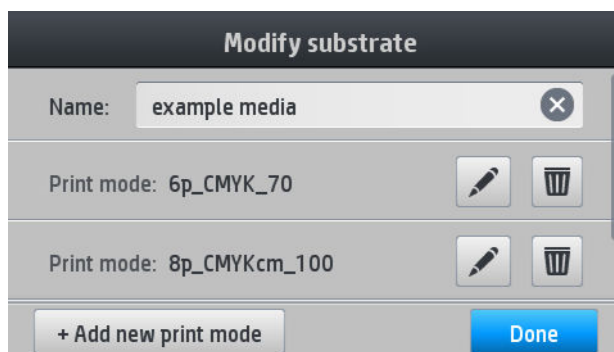 Modify substrate
Name: example media
Print mode: 6p_CMYK_70
Print mode: 8p_CMYKcm_100
+ Add new print mode Done